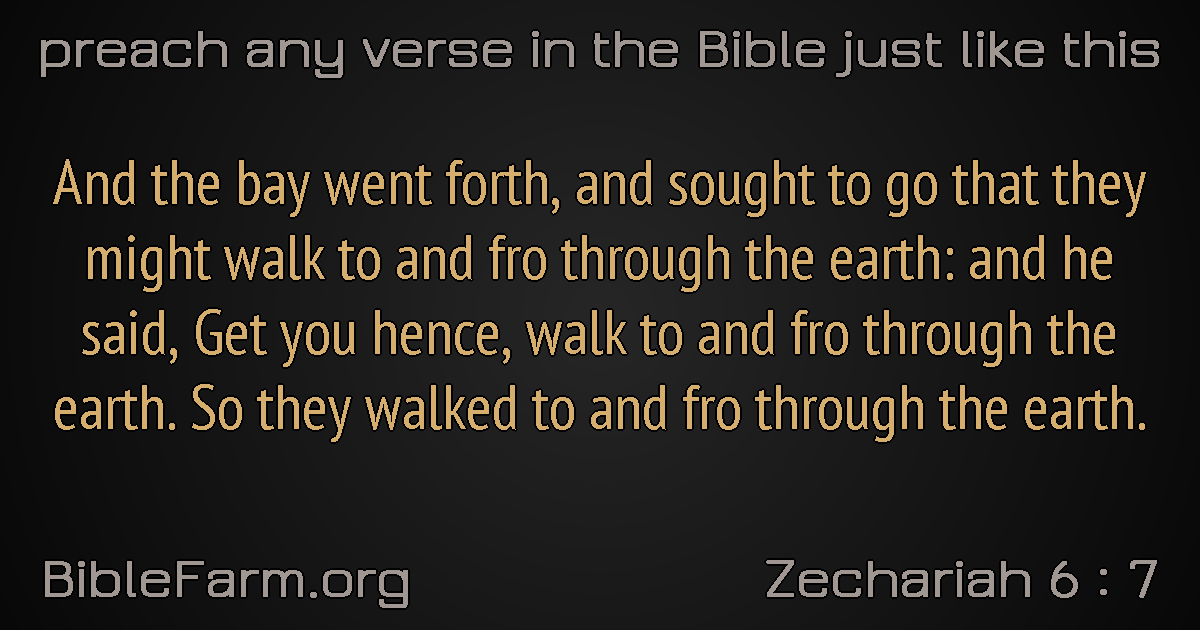 preach any verse in the Bible just like this
And the bay went forth, and sought to go that they
might walk to and fro through the earth: and he
said, Get you hence, walk to and fro through the
earth. So they walked to and fro through the earth.
BibleFarm.org
Zechariah 6 : 7